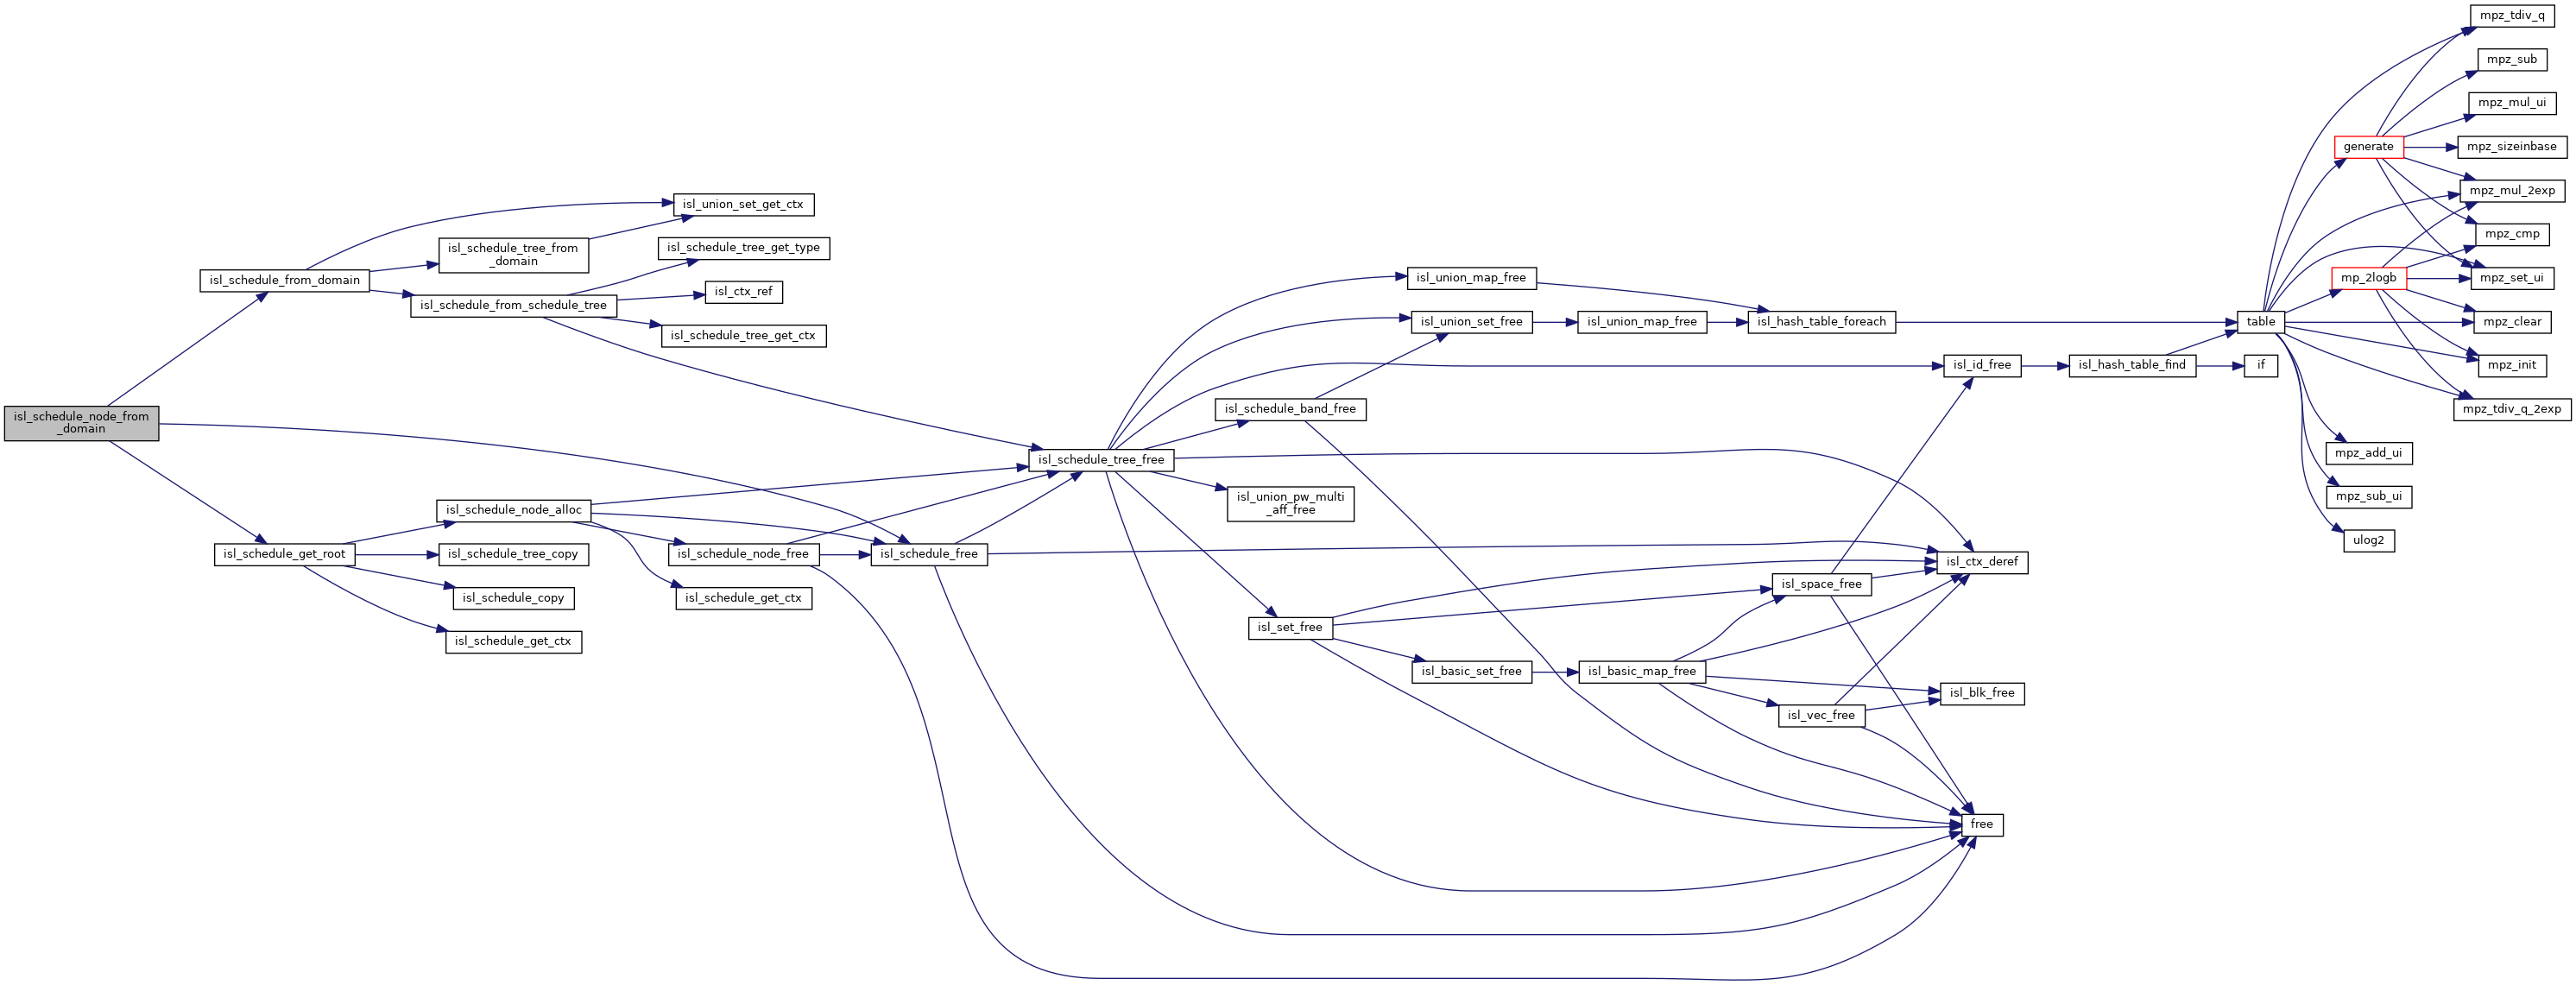 isl_schedule_node_from
_domain
isl_schedule_from_domain
isl_schedule_get_root
isl_schedule_tree_from
_domain
isl_schedule_from_schedule_tree
isl_schedule_node_alloc
isl_schedule_tree_copy
isl_schedule_copy
isl_schedule_get_ctx
isl_union_set_get_ctx
isl_schedule_tree_get_type
isl_ctx_ref
isl_schedule_tree_get_ctx
isl_schedule_node_free
isl_schedule_get_ctx
isl_schedule_free
isl_schedule_tree_free
isl_union_map_free
isl_union_set_free
isl_schedule_band_free
isl_union_pw_multi
_aff_free
isl_set_free
isl_basic_set_free
isl_union_map_free
isl_basic_map_free
isl_hash_table_foreach
isl_space_free
isl_vec_free
isl_id_free
isl_ctx_deref
isl_blk_free
free
isl_hash_table_find
table
if
generate
mp_2logb
mpz_add_ui
mpz_sub_ui
ulog2
mpz_tdiv_q
mpz_sub
mpz_mul_ui
mpz_sizeinbase
mpz_mul_2exp
mpz_cmp
mpz_set_ui
mpz_clear
mpz_init
mpz_tdiv_q_2exp